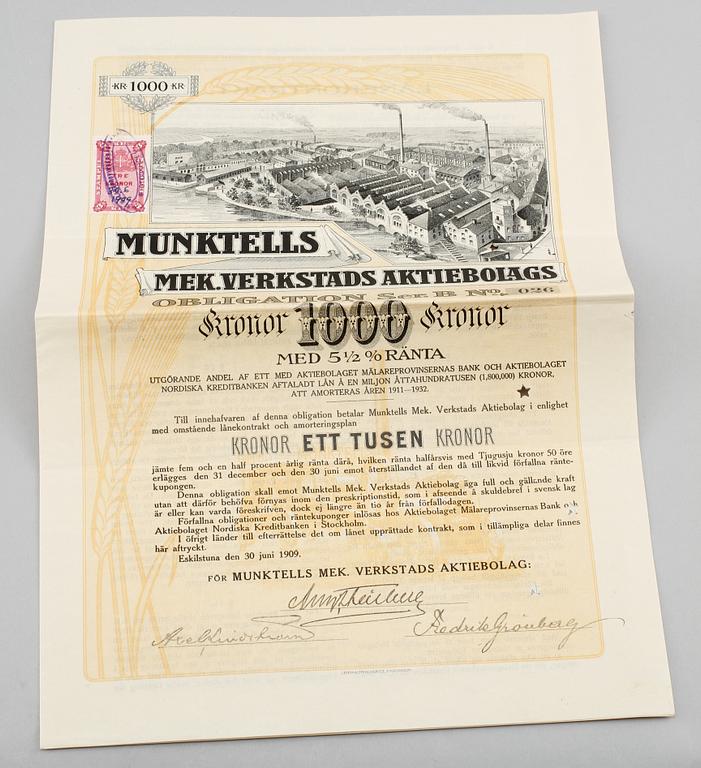 KR 1000 KR
TRE
KRONOR
1909
MUNKTELLS
MEK. VERKSTADS AKTIEBOLAGS
OBLIGATION Ser. B No. 026
Kronor 1000 Kronor
MED 5½ % RÄNTA
UTGÖRANDE ANDEL AF ETT MED AKTIEBOLAGET MÄLAREPROVINSERNAS BANK OCH AKTIEBOLAGET
NORDISKA KREDITBANKEN AFTALADT LÅN Å EN MILJON ÅTTAHUNDRATUSEN (1,800,000) KRONOR,
ATT AMORTERAS ÅREN 1911—1932.
Till innehafvaren af denna obligation betalar Munktells Mek. Verkstads Aktiebolag i enlighet
med omstående lånekontrakt och amorteringsplan
KRONOR ETT TUSEN KRONOR
jämte fem och en half procent årlig ränta därå, hvilken ränta halfårsvis med Tjugusju kronor 50 öre
erlägges den 31 december och den 30 juni emot återställandet af den då till likvid förfallna ränte-
kupongen.
Denna obligation skall emot Munktells Mek. Verkstads Aktiebolag äga full och gällande kraft
utan att därför behöfva förnyas inom den preskriptionstid, som i afseende å skuldebref i svensk lag
är eller kan varda föreskrifven, dock ej längre än tio år från förfallodagen.
Förfallna obligationer och räntekuponger inlösas hos Aktiebolaget Mälareprovinsernas Bank och
Aktiebolaget Nordiska Kreditbanken i Stockholm.
I öfrigt länder till efterrättelse det om lånet upprättade kontrakt, som i tillämpliga delar finnes
här aftryckt.
Eskilstuna den 30 juni 1909.
FÖR MUNKTELLS MEK. VERKSTADS AKTIEBOLAG:
Fredrik Grönberg